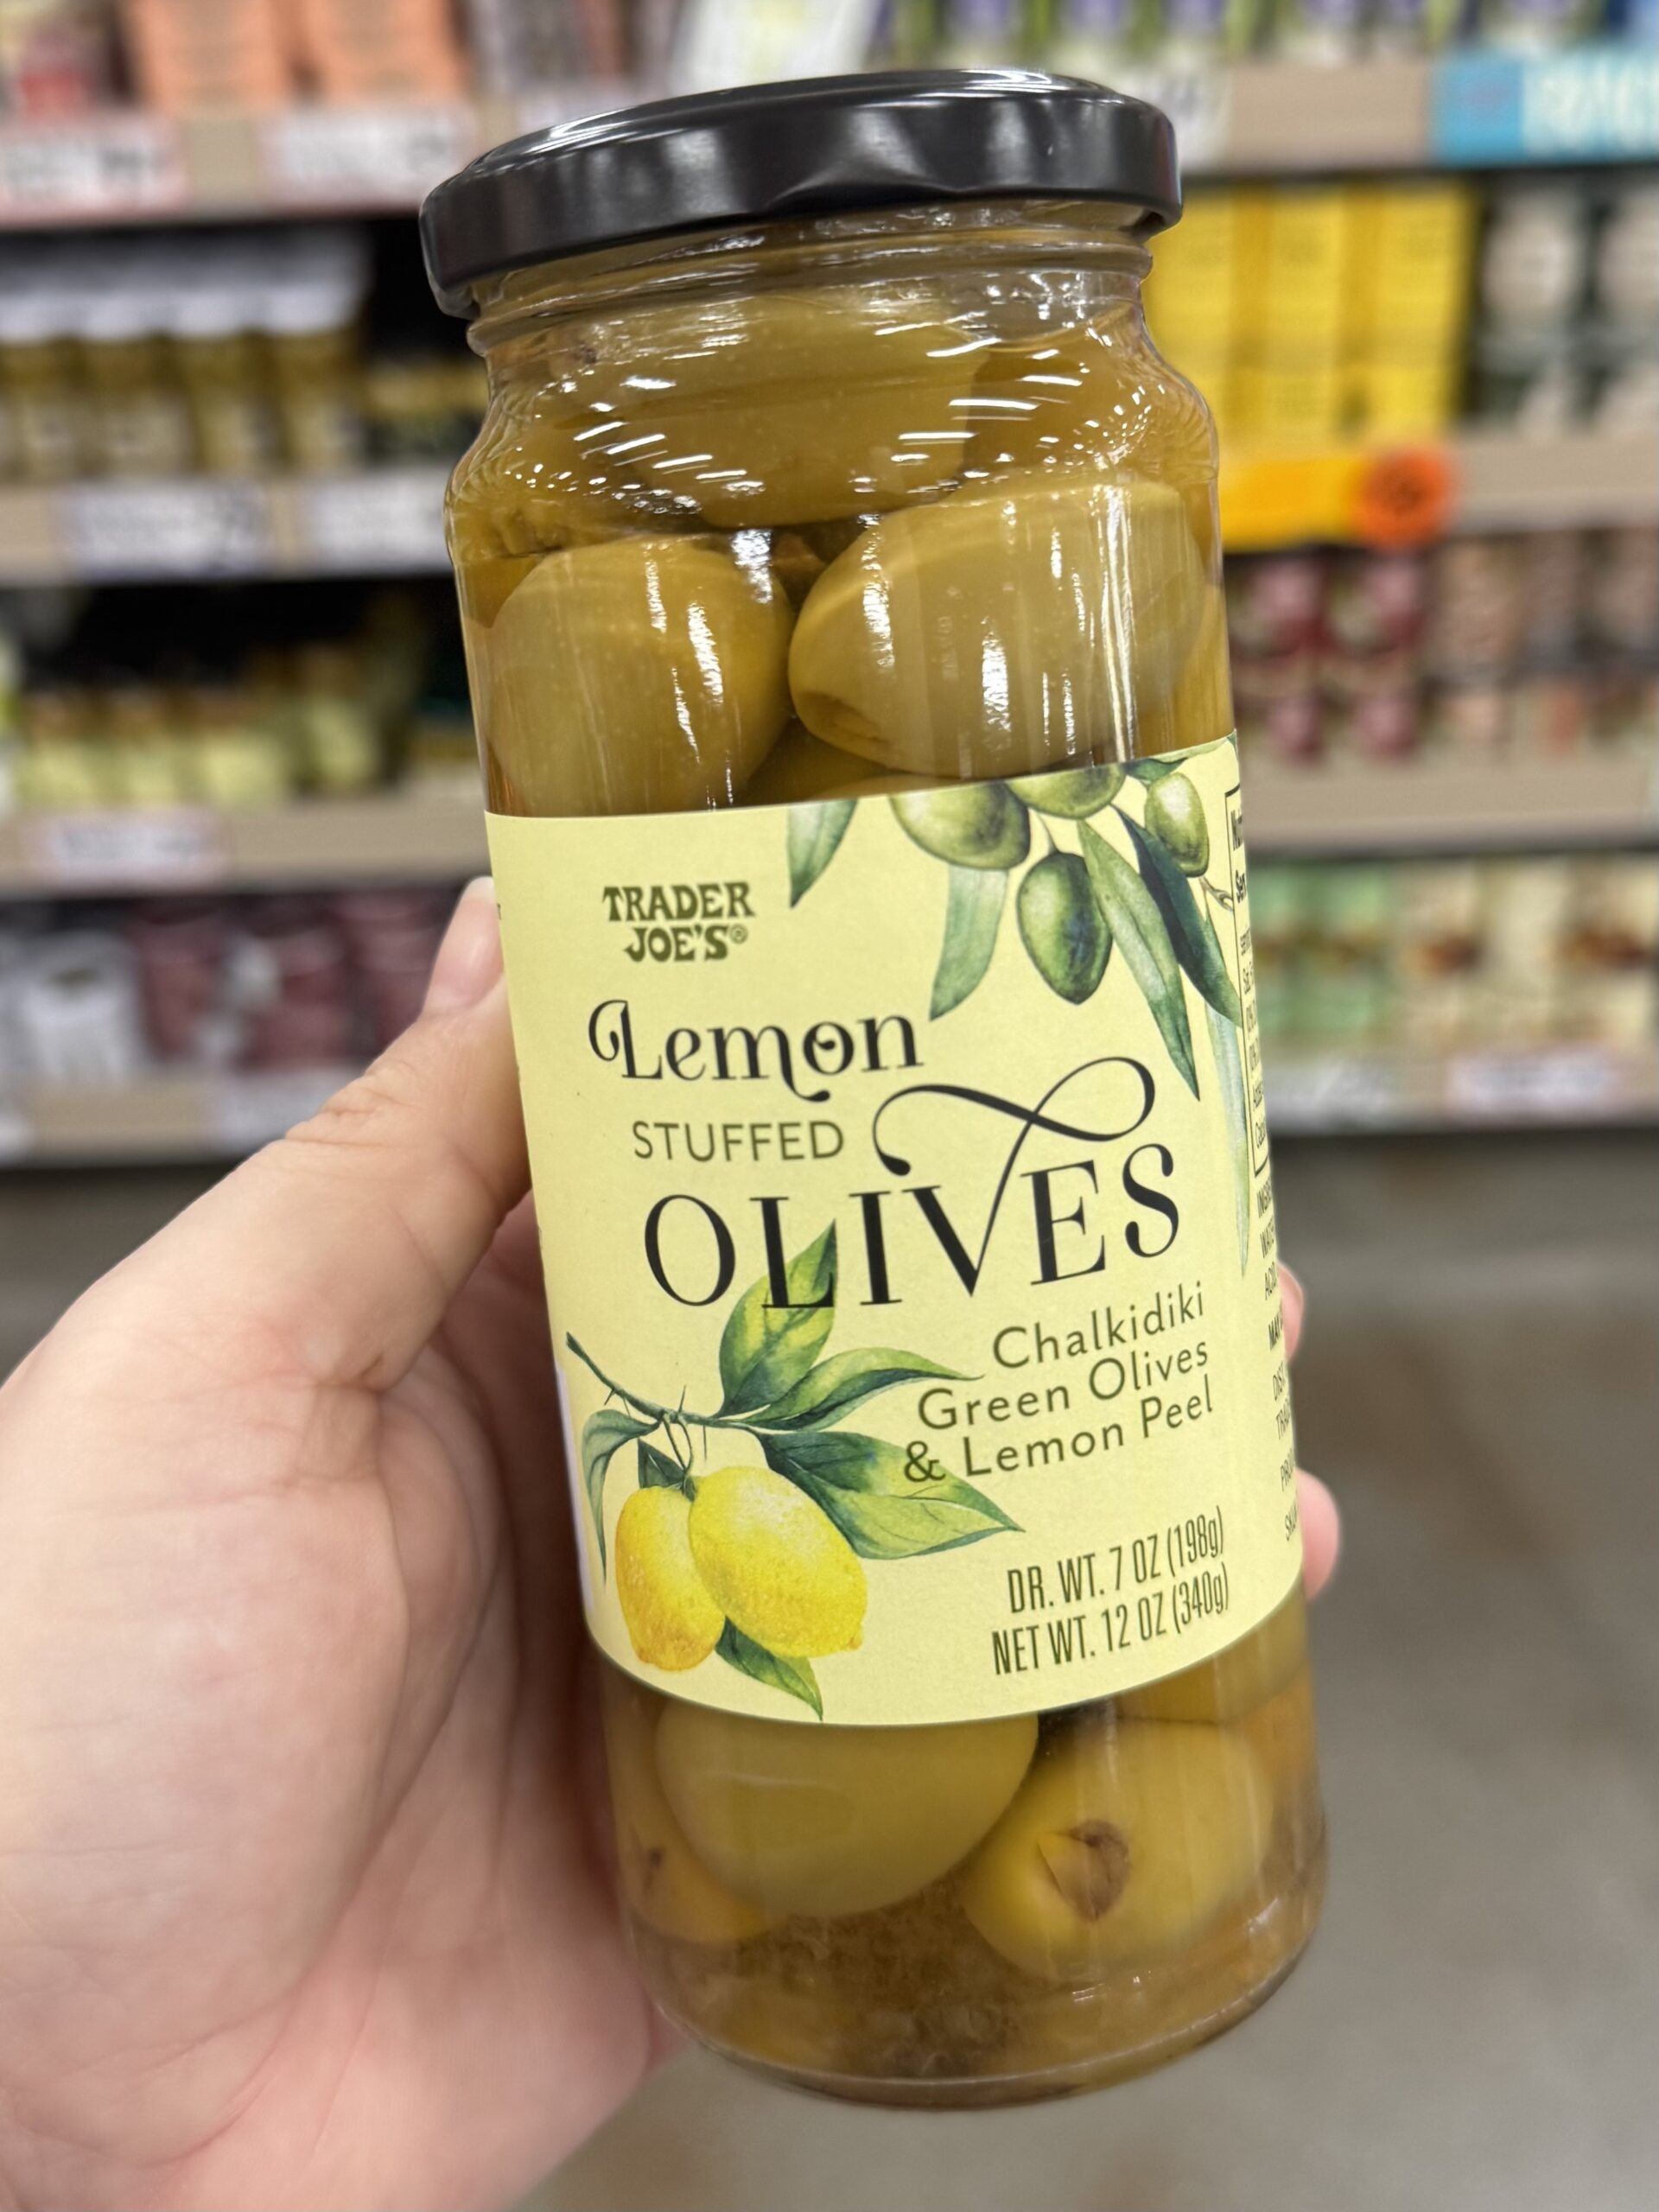 TRADER
JOE'S®
Lemon
STUFFED
OLIVES
Chalkidiki
Green Olives
& Lemon Peel
DR. WT. 7 OZ (198g)
NET WT. 12 OZ (340g)